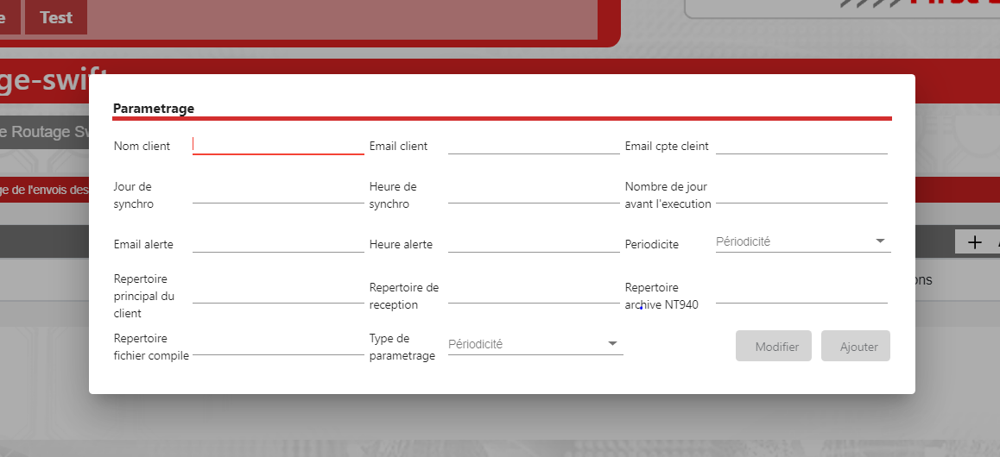 e Test
ge-swift
e Routage Sw
ge de l'envois des
ons
Parametrage
Nom client
Email client
Email cpte cleint
Jour de
synchro
Heure de
synchro
Nombre de jour
avant l'execution
Email alerte
Heure alerte
Periodicite
Périodicité
Repertoire
principal du
client
Repertoire de
reception
Repertoire
archive NT940
Repertoire
fichier compile
Type de
parametrage
Périodicité
Modifier
Ajouter